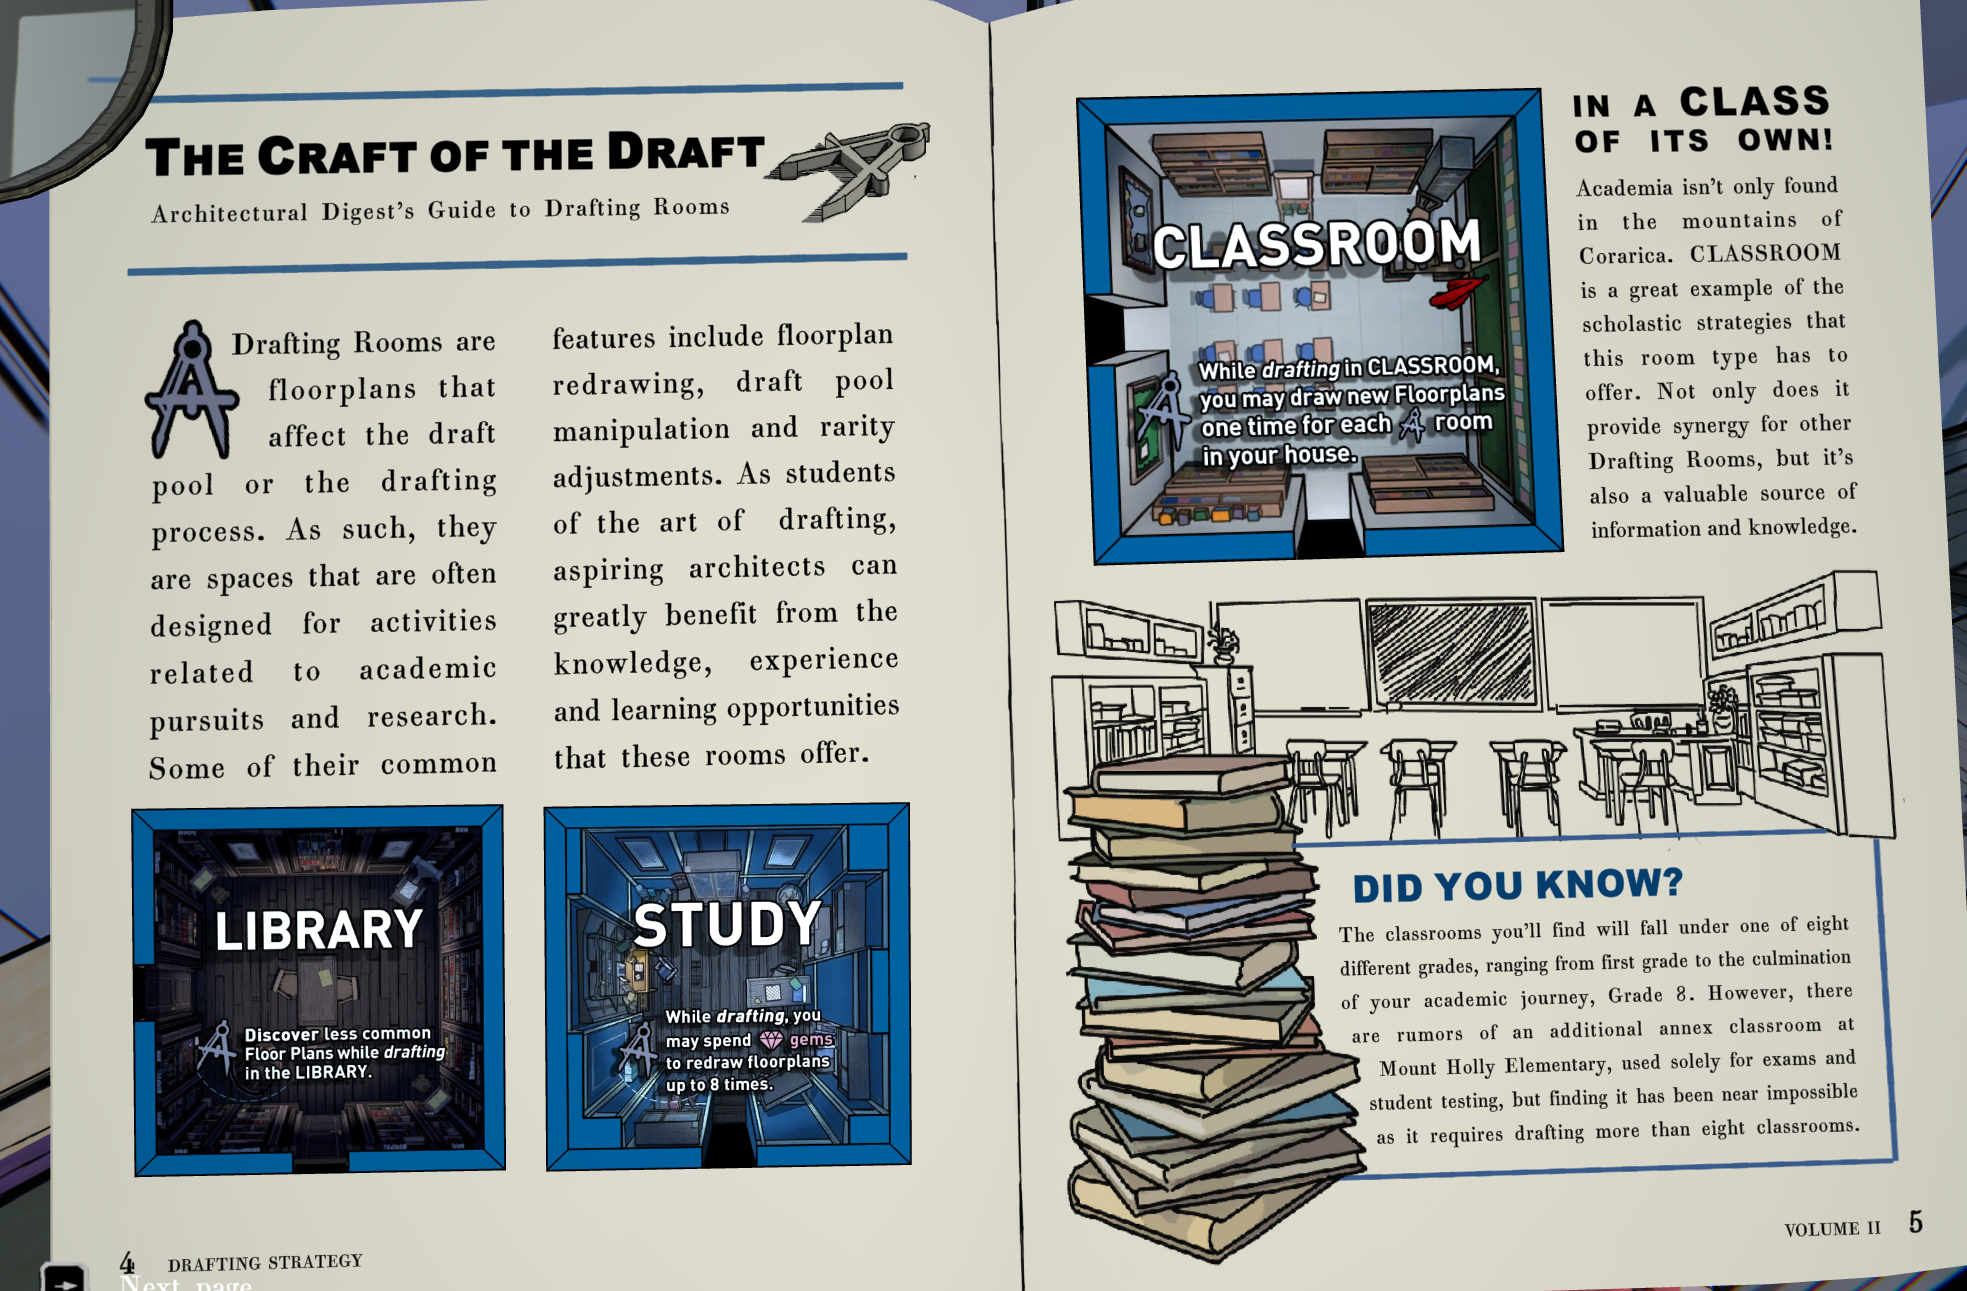 THE CRAFT OF THE DRAFT
Architectural Digest's Guide to Drafting Rooms
Drafting Rooms are
floorplans that
affect the draft
pool or the drafting
process. As such, they
are spaces that are often
designed for activities
related to academic
pursuits and research.
Some of their common
features include floorplan
redrawing, draft pool
manipulation and rarity
adjustments. As students
of the art of drafting,
aspiring architects can
greatly benefit from the
knowledge, experience
and learning opportunities
that these rooms offer.
LIBRARY
Discover less common
Floor Plans while drafting
in the LIBRARY.
STUDY
While drafting, you
may spend gems
to redraw floorplans
up to 8 times.
4 DRAFTING STRATEGY
Next page
CLASSROOM
While drafting in CLASSROOM,
you may draw new Floorplans
one time for each room
in your house.
IN A CLASS
OF ITS OWN!
Academia isn't only found
in the mountains of
Corarica. CLASSROOM
is a great example of the
scholastic strategies that
this room type has to
offer. Not only does it
provide synergy for other
Drafting Rooms, but it's
also a valuable source of
information and knowledge.
DID YOU KNOW?
The classrooms you'll find will fall under one of eight
different grades, ranging from first grade to the culmination
of your academic journey, Grade 8. However, there
are rumors of an additional annex classroom at
Mount Holly Elementary, used solely for exams and
student testing, but finding it has been near impossible
as it requires drafting more than eight classrooms.
VOLUME II 5